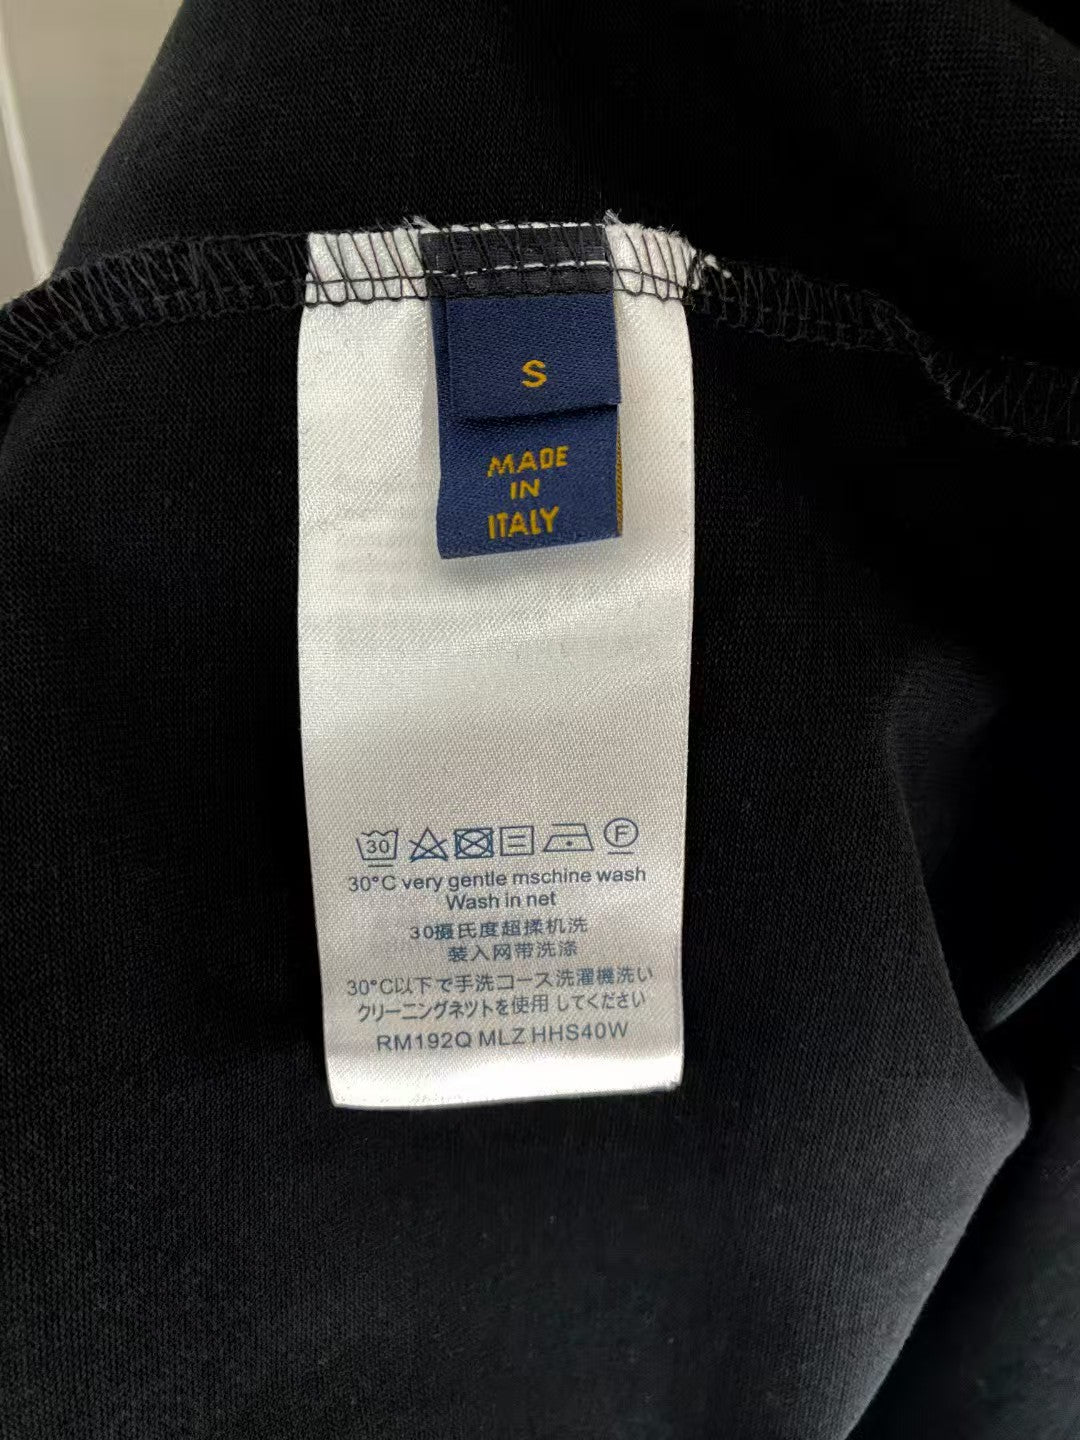 S
MADE
IN
ITALY
30 F
30°C very gentle mschine wash
Wash in net
30摄氏度超揉机洗
装入网带洗涤
30°C以下で手洗コース洗濯機洗い
クリーニングネットを使用 してください
RM192Q MLZ HHS40W